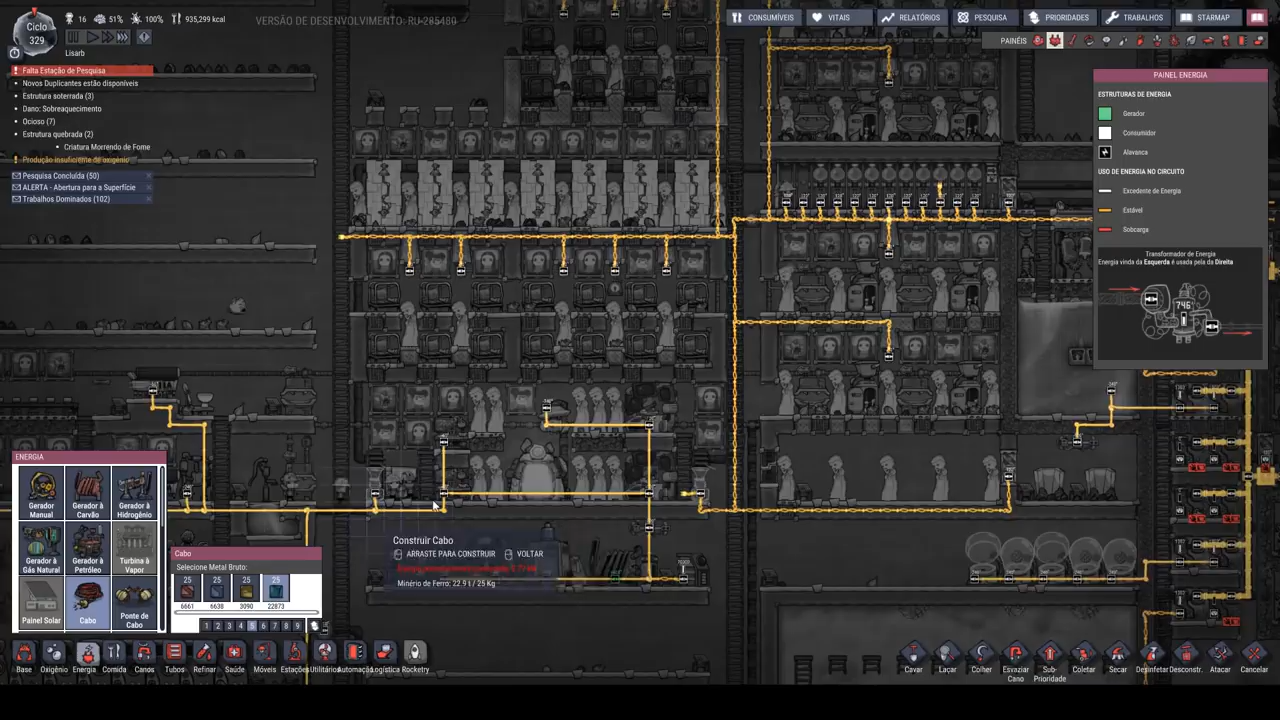 Ciclo
329
16
51%
100%
935,299 kcal
VERSÃO DE DESENVOLVIMENTO: RU-285480
Lisarb
CONSUMÍVEIS
VITAIS
RELATÓRIOS
PESQUISA
PRIORIDADES
TRABALHOS
STARMAP
PAINÉIS
Falta Estação de Pesquisa
Novos Duplicantes estão disponíveis
Estrutura soterrada (3)
Dano: Sobreaquecimento
Ocioso (7)
Estrutura quebrada (2)
Criatura Morrendo de Fome
Produção insuficiente de oxigênio
Pesquisa Concluída (50)
ALERTA - Abertura para a Superfície
Trabalhos Dominados (102)
PAINEL ENERGIA
ESTRUTURAS DE ENERGIA
Gerador
Consumidor
Alavanca
USO DE ENERGIA NO CIRCUITO
Excedente de Energia
Estável
Sobcarga
Transformador de Energia
Energia vinda da Esquerda é usada pela da Direita
746
ENERGIA
Gerador Manual
Gerador à Carvão
Gerador à Hidrogênio
Gerador à Gás Natural
Gerador à Petróleo
Turbina à Vapor
Painel Solar
Cabo
Ponte de Cabo
Cabo
Selecione Metal Bruto:
25 25 25 25
6661 6638 3090 22873
1 2 3 4 5 6 7 8 9
Construir Cabo
ARRASTE PARA CONSTRUIR
VOLTAR
Minério de Ferro: 22.9 t / 25 Kg
Base
Oxigênio
Energia
Comida
Canos
Tubos
Refinar
Saúde
Móveis
Estações
Utilitários
Automação
Logística
Rocketry
Cavar
Laçar
Colher
Esvaziar Cano
Sub-Prioridade
Coletar
Secar
Desinfetar
Desconstr.
Atacar
Cancelar